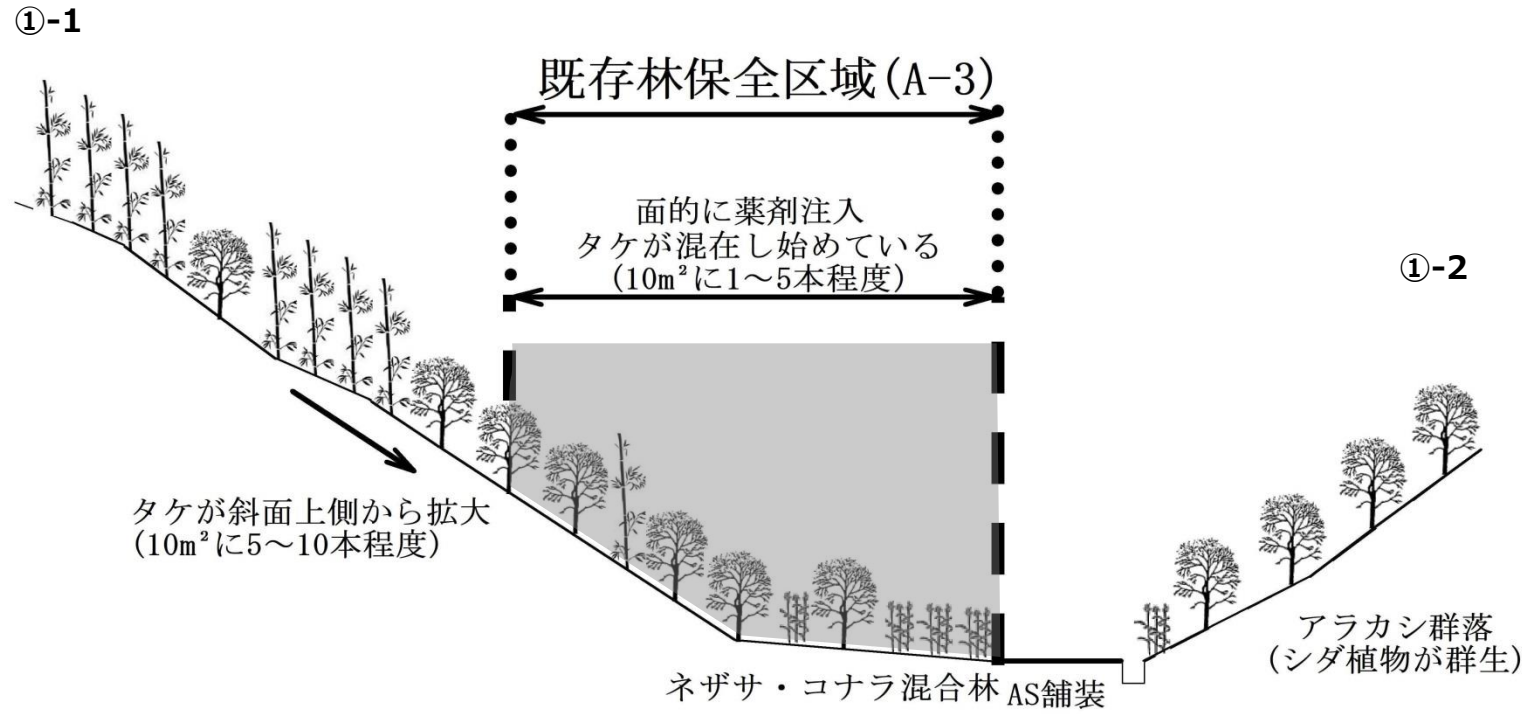 ①-1
既存林保全区域(A-3)
面的に薬剤注入
タケが混在し始めている
(10m²に1～5本程度)
①-2
タケが斜面上側から拡大
(10m²に5～10本程度)
アラカシ群落
(シダ植物が群生)
ネザサ・コナラ混合林
AS舗装